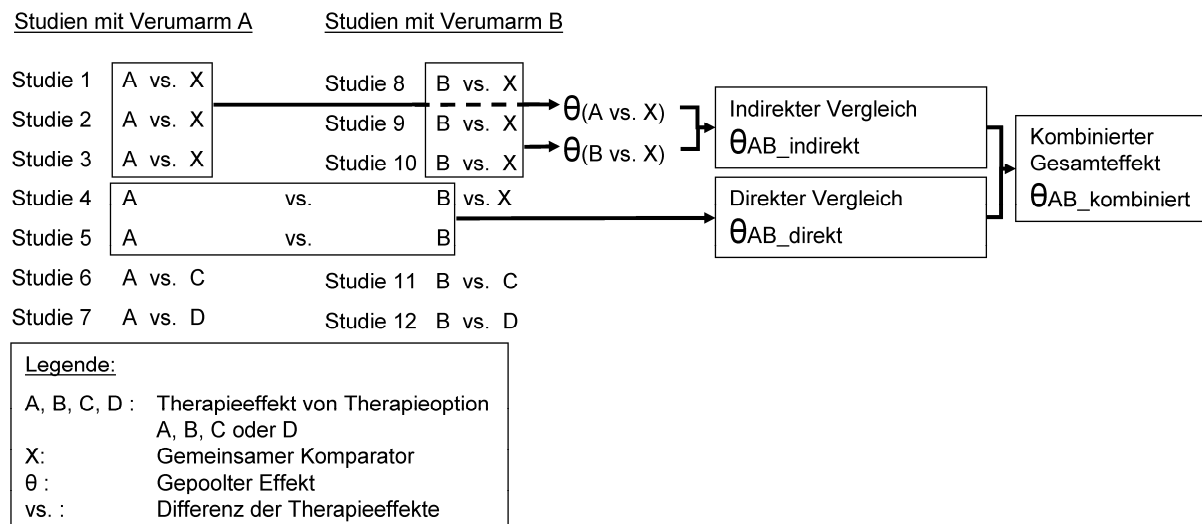 Studien mit Verumarm A Studien mit Verumarm B
Studie 1 A vs. X Studie 8 B vs. X
Studie 2 A vs. X Studie 9 B vs. X
Studie 3 A vs. X Studie 10 B vs. X
θ(A vs. X)
θ(B vs. X)
Indirekter Vergleich
θAB_indirekt
Kombinierter
Gesamteffekt
θAB_kombiniert
Studie 4 A vs. B vs. X
Studie 5 A vs. B
Direkter Vergleich
θAB_direkt
Studie 6 A vs. C Studie 11 B vs. C
Studie 7 A vs. D Studie 12 B vs. D
Legende:
A, B, C, D : Therapieeffekt von Therapieoption
A, B, C oder D
X: Gemeinsamer Komparator
θ : Gepoolter Effekt
vs. : Differenz der Therapieeffekte